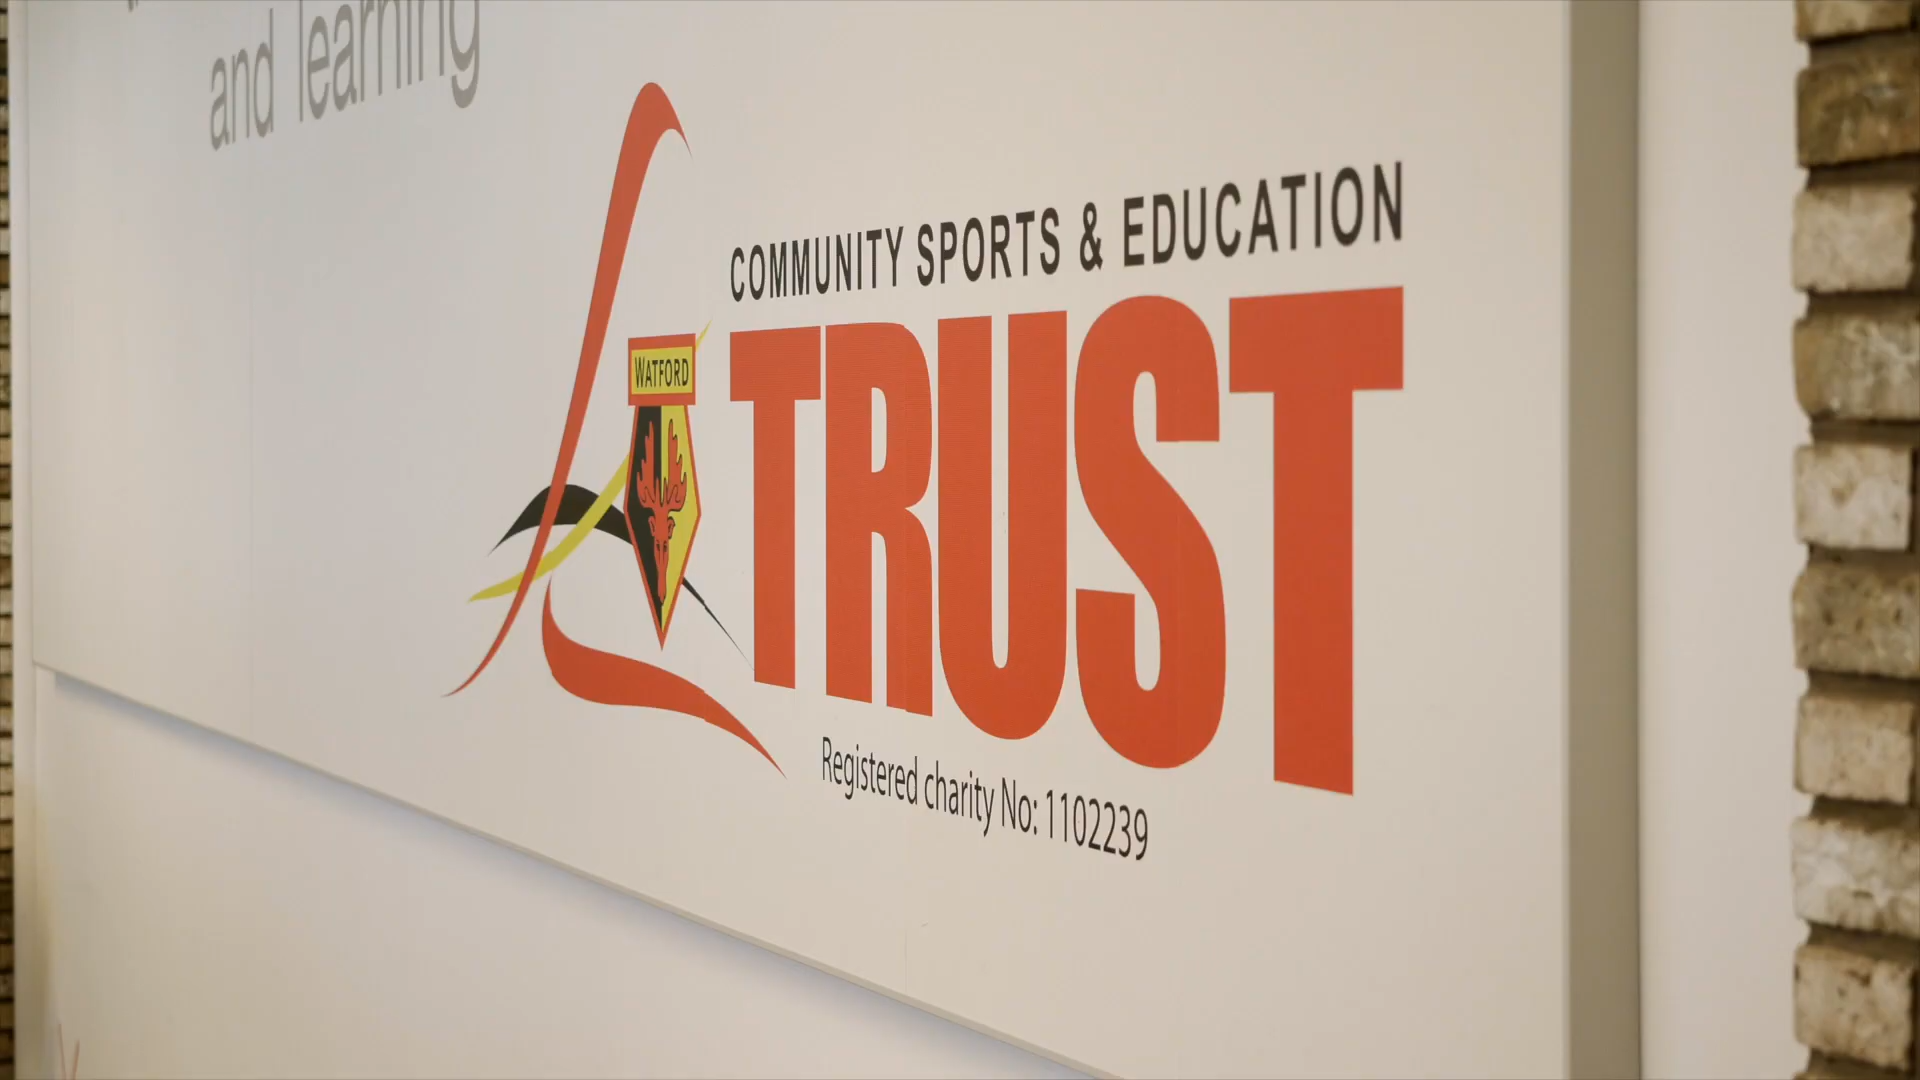 and learning
COMMUNITY SPORTS & EDUCATION
WATFORD
TRUST
Registered charity No: 1102239